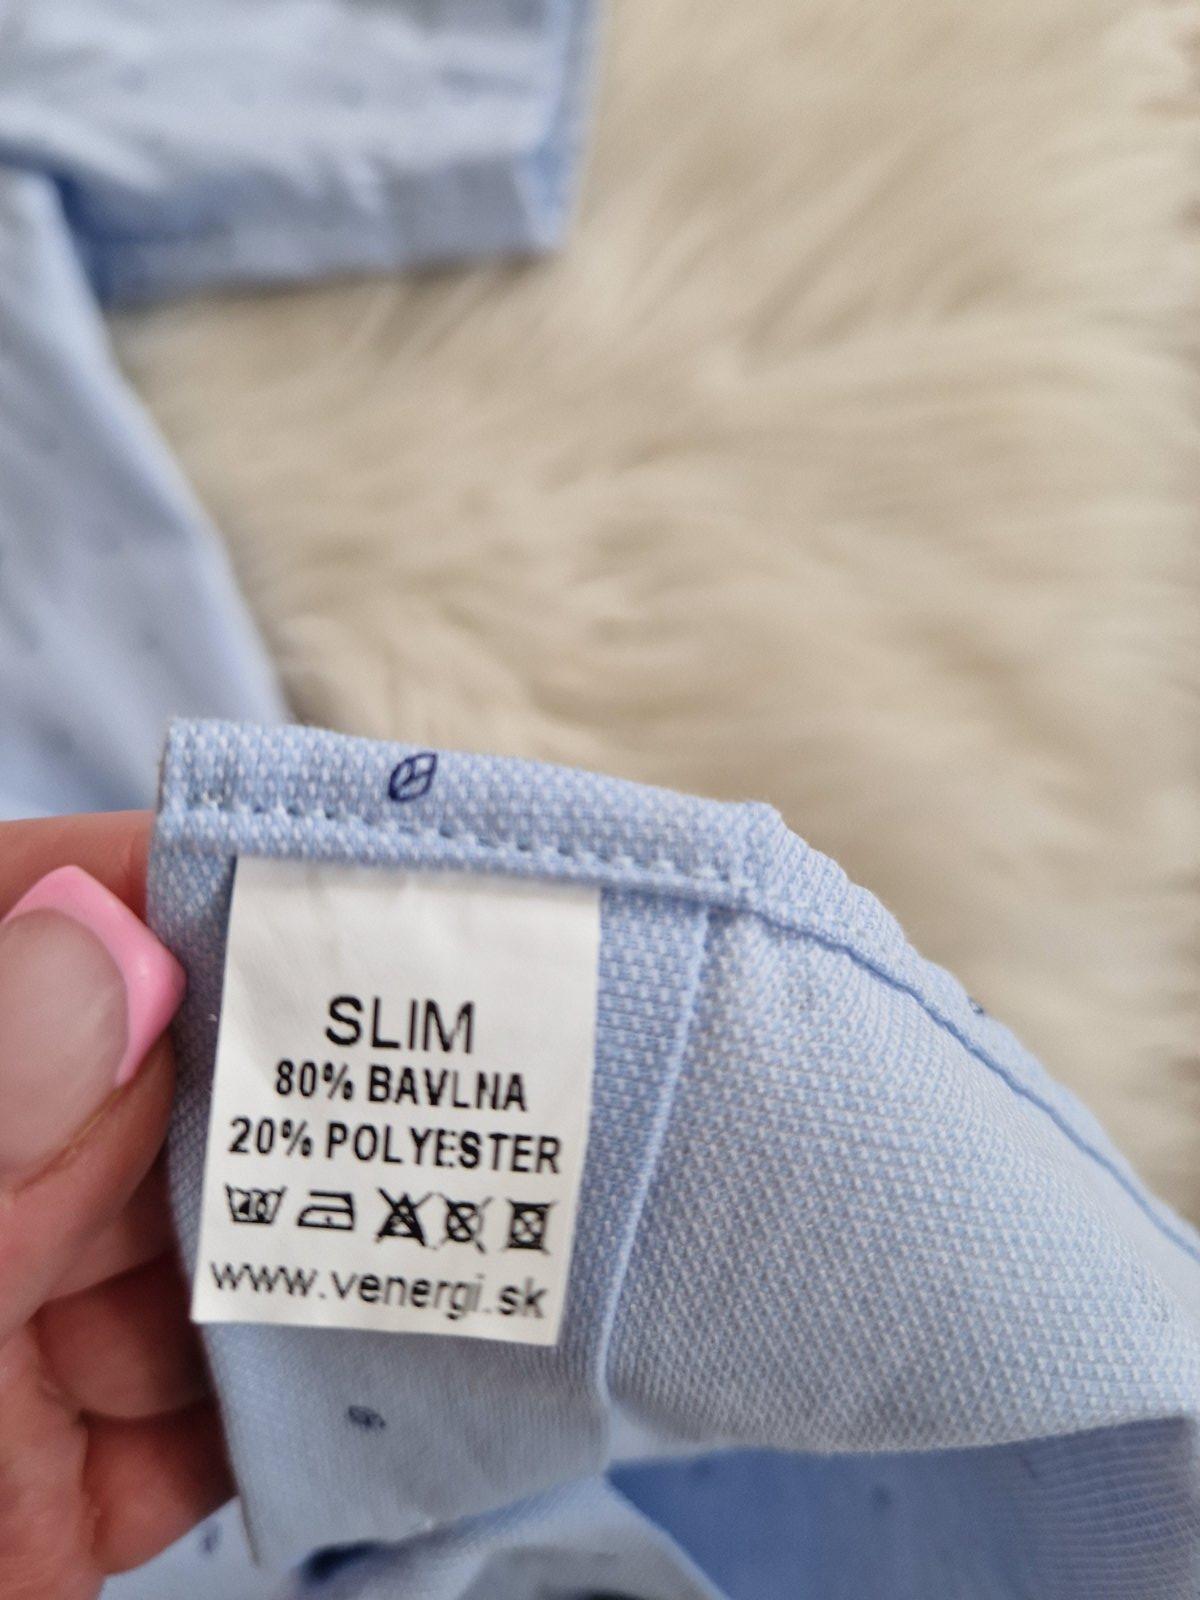 SLIM
80% BAVLNA
20% POLYESTER
www.venergi.sk